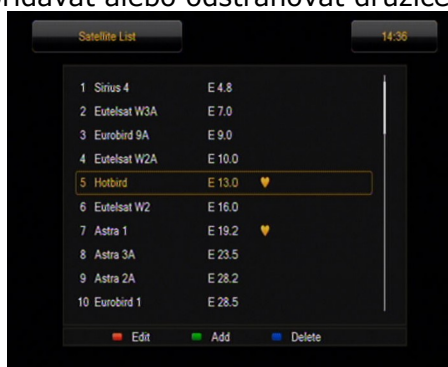 pridávať alebo odstraňovať družice
Satellite List 14:36
1 Sirius 4 E 4.8
2 Eutelsat W3A E 7.0
3 Eurobird 9A E 9.0
4 Eutelsat W2A E 10.0
5 Hotbird E 13.0
6 Eutelsat W2 E 16.0
7 Astra 1 E 19.2
8 Astra 3A E 23.5
9 Astra 2A E 28.2
10 Eurobird 1 E 28.5
Edit Add Delete